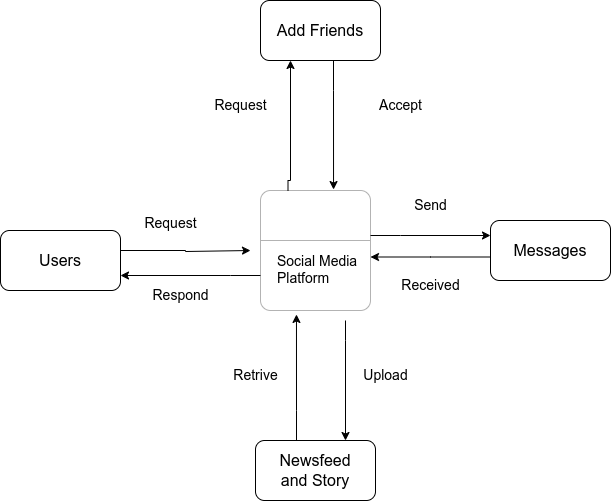 Add Friends
Request
Accept
Send
Request
Messages
Users
Social Media
Platform
Respond
Received
Retrive
Upload
Newsfeed
and Story